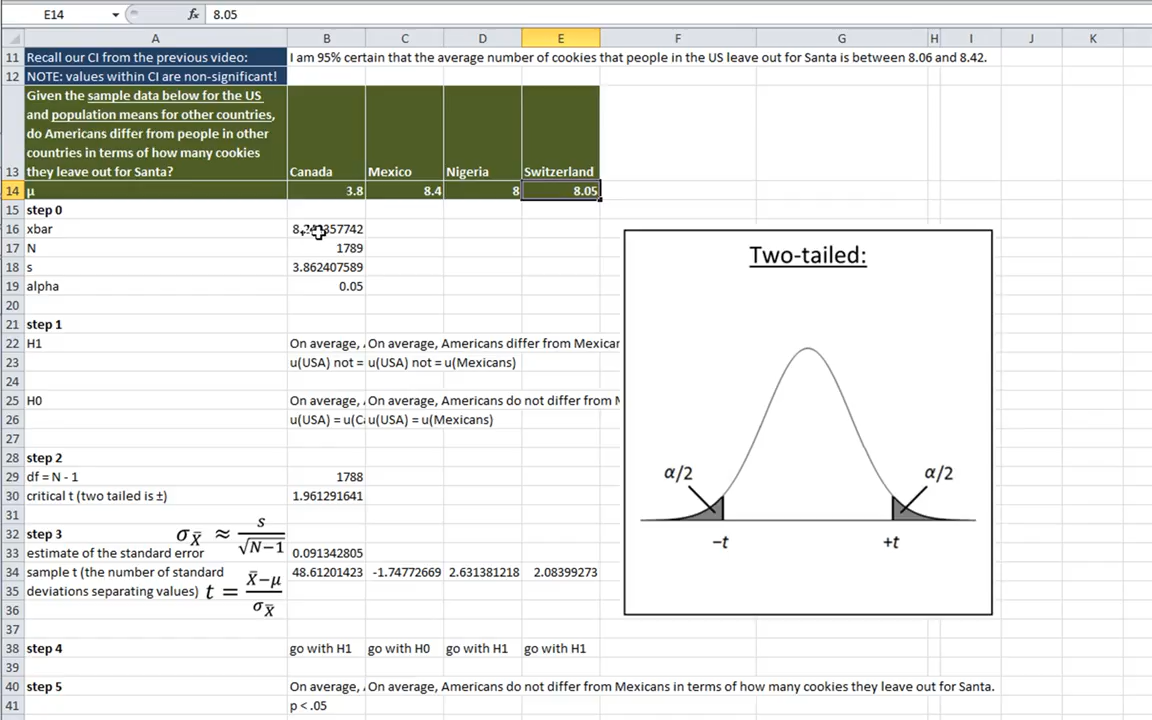 E14 fx 8.05
A B C D E F G H I J K
11 Recall our CI from the previous video: I am 95% certain that the average number of cookies that people in the US leave out for Santa is between 8.06 and 8.42.
12 NOTE: values within CI are non-significant!
Given the sample data below for the US
and population means for other countries,
do Americans differ from people in other
countries in terms of how many cookies
13 they leave out for Santa? Canada Mexico Nigeria Switzerland
14 μ 3.8 8.4 8 8.05
15 step 0
16 xbar
17 N 1789
18 s 3.862407589
19 alpha 0.05
20
21 step 1
22 H1 On average, On average, Americans differ from Mexican
23 u(USA) not = u(USA) not = u(Mexicans)
24
25 H0 On average, On average, Americans do not differ from
26 u(USA) = u(C u(USA) = u(Mexicans)
27
28 step 2
29 df = N - 1 1788
30 critical t (two tailed is ±) 1.961291641
31
32 step 3 σX̄ ≈ s/√N−1
33 estimate of the standard error 0.091342805
34 sample t (the number of standard 48.61201423 -1.74772669 2.631381218 2.08399273
35 deviations separating values) t = X̄−μ/σX̄
36
37
38 step 4 go with H1 go with H0 go with H1 go with H1
39
40 step 5 On average, On average, Americans do not differ from Mexicans in terms of how many cookies they leave out for Santa.
41 p < .05
Two-tailed:
α/2 α/2
−t +t